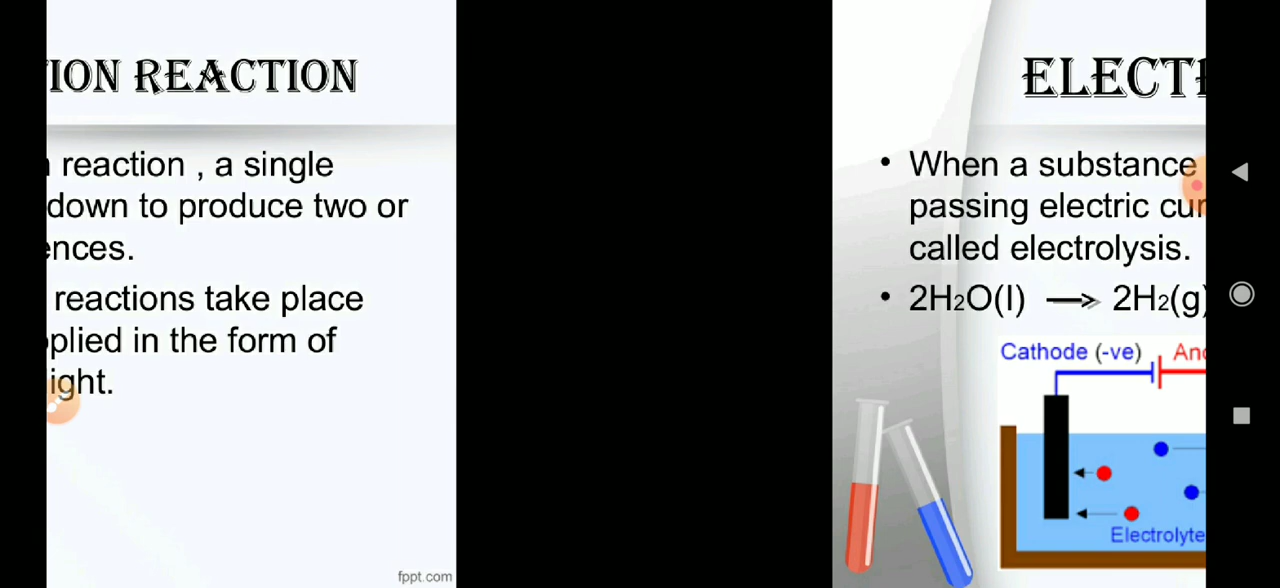 ION REACTION
reaction , a single
down to produce two or
ences.
reactions take place
plied in the form of
ight.
fppt.com
ELECT
• When a substance
passing electric cur
called electrolysis.
• 2H2O(l) → 2H2(g)
Cathode (-ve) An
Electrolyte